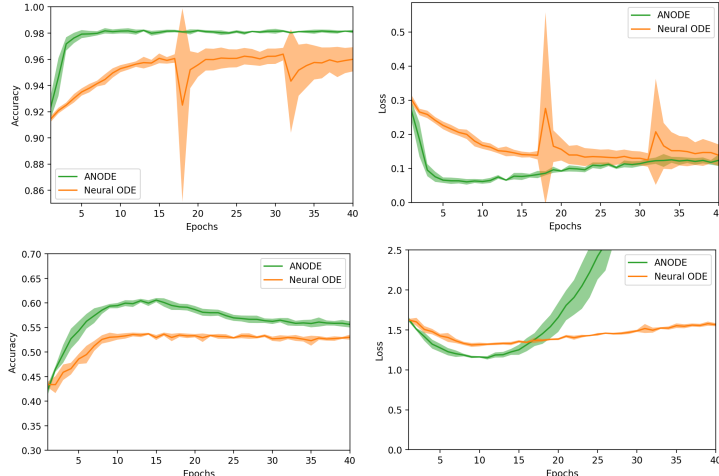 1.00
0.98
0.96
0.94
0.92
0.90
0.88
0.86
Accuracy
ANODE
Neural ODE
5 10 15 20 25 30 35 40
Epochs
0.5
0.4
0.3
0.2
0.1
0.0
Loss
ANODE
Neural ODE
5 10 15 20 25 30 35 40
Epochs
0.70
0.65
0.60
0.55
0.50
0.45
0.40
0.35
0.30
Accuracy
ANODE
Neural ODE
5 10 15 20 25 30 35 40
Epochs
2.5
2.0
1.5
1.0
0.5
0.0
Loss
ANODE
Neural ODE
5 10 15 20 25 30 35 40
Epochs